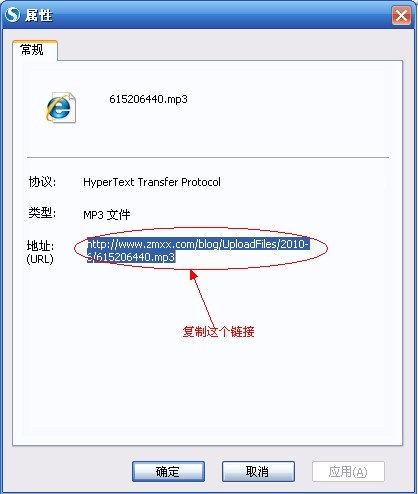 属性
常规
615206440.mp3
协议: HyperText Transfer Protocol
类型: MP3 文件
地址: http://www.zmxx.com/blog/UploadFiles/2010-
(URL) 6/615206440.mp3
复制这个链接
确定 取消 应用(A)